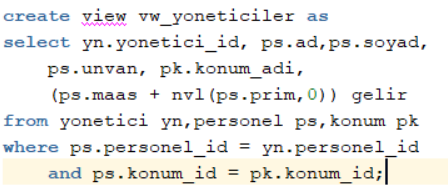 create view vw_yoneticiler as
select yn.yonetici_id, ps.ad,ps.soyad,
ps.unvan, pk.konum_adi,
(ps.maas + nvl(ps.prim,0)) gelir
from yonetici yn,personel ps,konum pk
where ps.personel_id = yn.personel_id
and ps.konum_id = pk.konum_id;